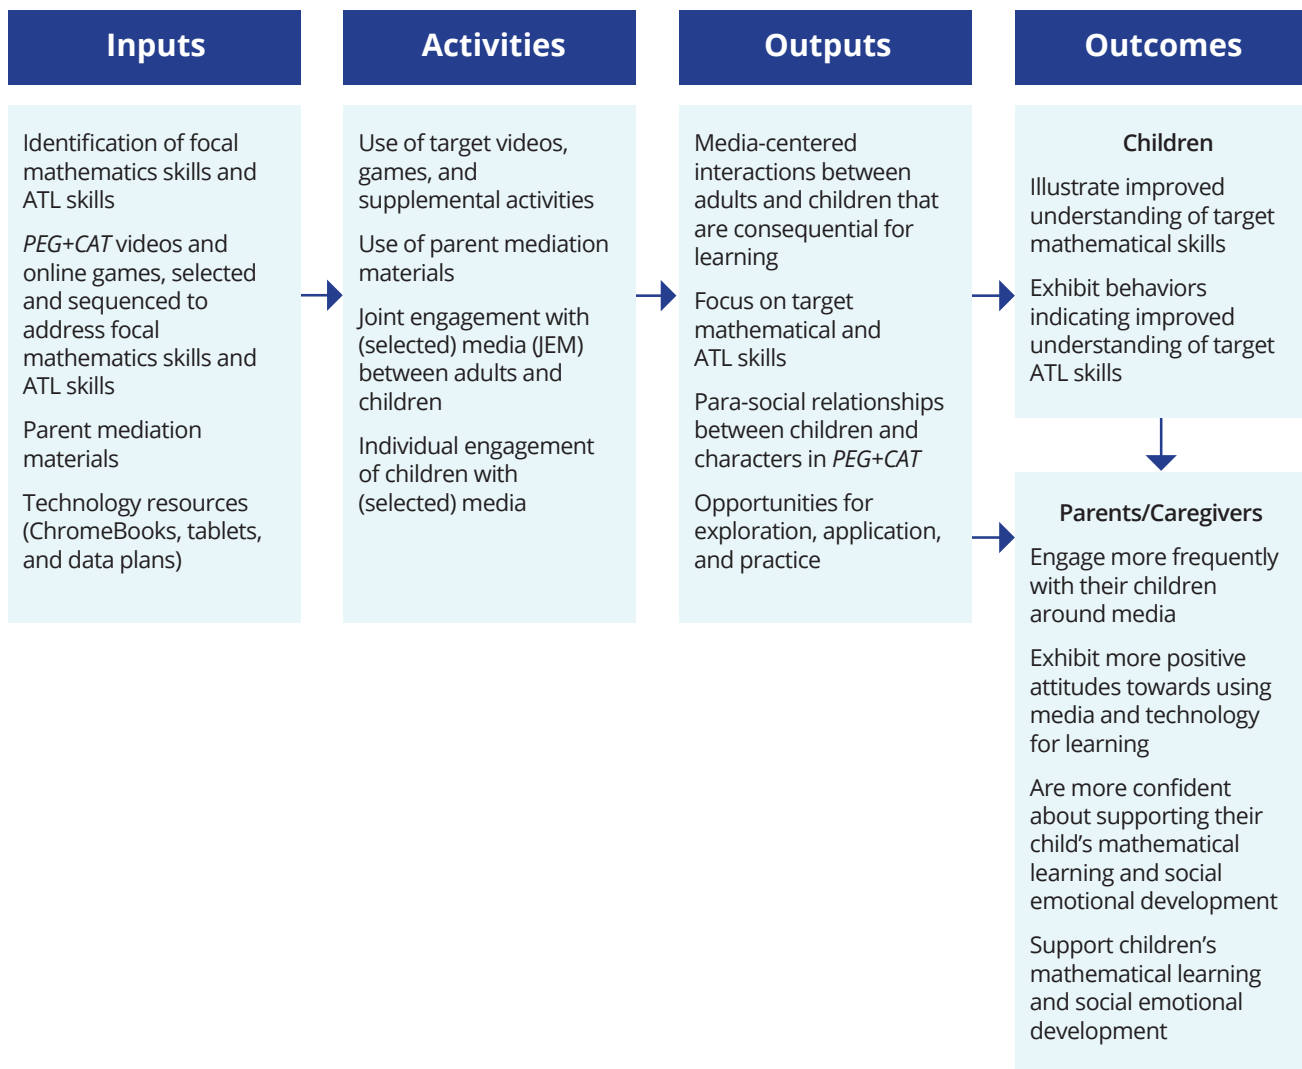 Inputs
Identification of focal
mathematics skills and
ATL skills
PEG+CAT videos and
online games, selected
and sequenced to
address focal
mathematics skills and
ATL skills
Parent mediation
materials
Technology resources
(ChromeBooks, tablets,
and data plans)
Activities
Use of target videos,
games, and
supplemental activities
Use of parent mediation
materials
Joint engagement with
(selected) media (JEM)
between adults and
children
Individual engagement
of children with
(selected) media
Outputs
Media-centered
interactions between
adults and children that
are consequential for
learning
Focus on target
mathematical and
ATL skills
Para-social relationships
between children and
characters in PEG+CAT
Opportunities for
exploration, application,
and practice
Outcomes
Children
Illustrate improved
understanding of target
mathematical skills
Exhibit behaviors
indicating improved
understanding of target
ATL skills
Parents/Caregivers
Engage more frequently
with their children
around media
Exhibit more positive
attitudes towards using
media and technology
for learning
Are more confident
about supporting their
child’s mathematical
learning and social
emotional development
Support children’s
mathematical learning
and social emotional
development